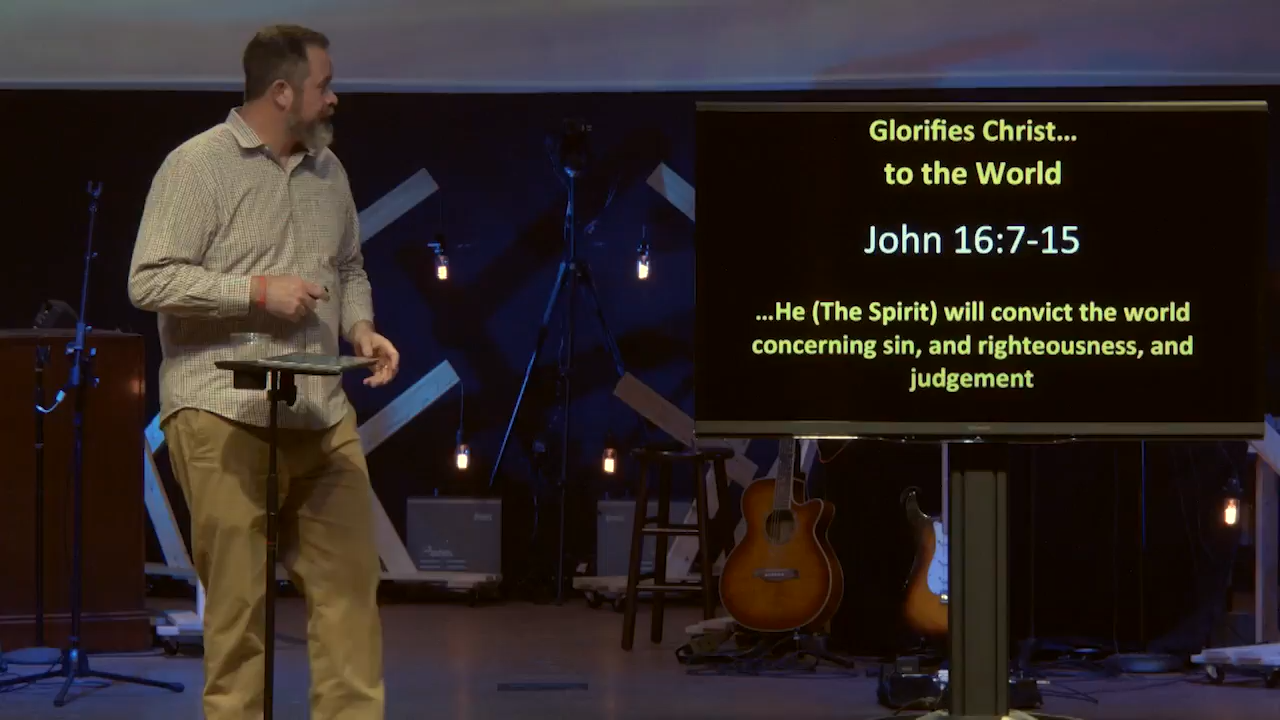 Glorifies Christ...
to the World
John 16:7-15
...He (The Spirit) will convict the world
concerning sin, and righteousness, and
judgement